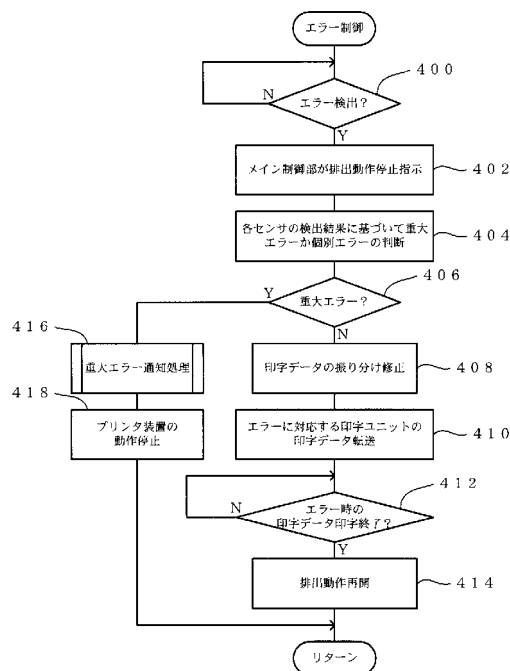 エラー制御
400
エラー検出?
N
Y
メイン制御部が排出動作停止指示
402
各センサの検出結果に基づいて重大
エラーか個別エラーの判断
404
406
重大エラー?
Y
N
416
重大エラー通知処理
印字データの振り分け修正
408
418
プリンタ装置の
動作停止
エラーに対応する印字ユニットの
印字データ転送
410
412
エラー時の
印字データ印字終了?
N
Y
排出動作再開
414
リターン